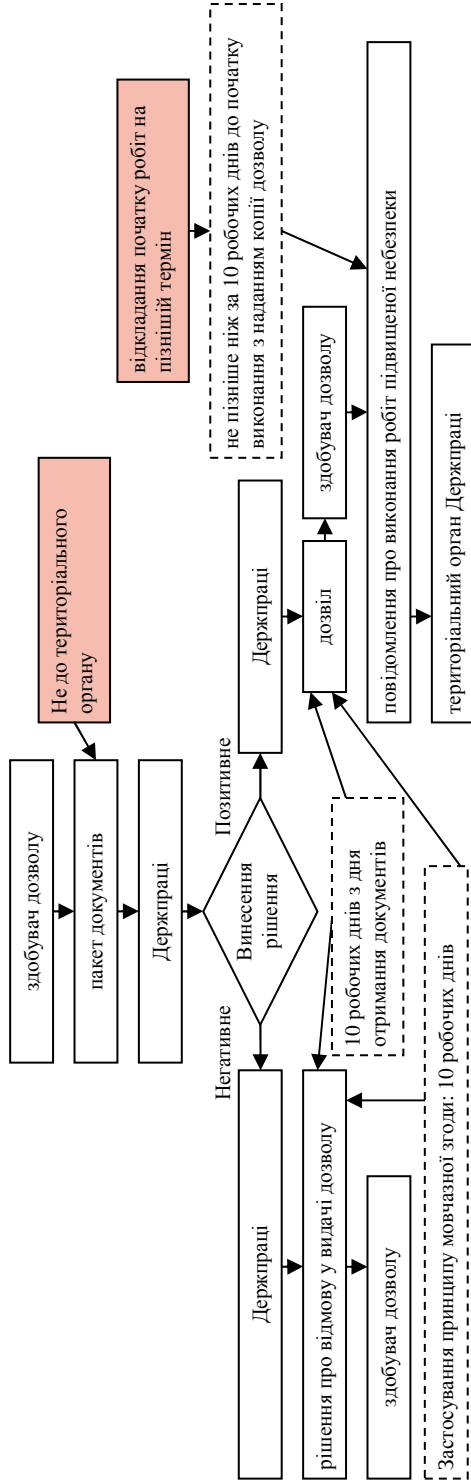 здобувач дозволу
Не до територіального
органу
пакет документів
Держпраці
відкладання початку робіт на
пізнішій термін
Негативне
Винесення
рішення
Позитивне
Держпраці
Держпраці
не пізніше ніж за 10 робочих днів до початку
виконання з наданням копії дозволу
рішення про відмову у видачі дозволу
10 робочих днів з дня
отримання документів
дозвіл
здобувач дозволу
здобувач дозволу
повідомлення про виконання робіт підвищеної небезпеки
Застосування принципу мовчазної згоди: 10 робочих днів
територіальний орган Держпраці